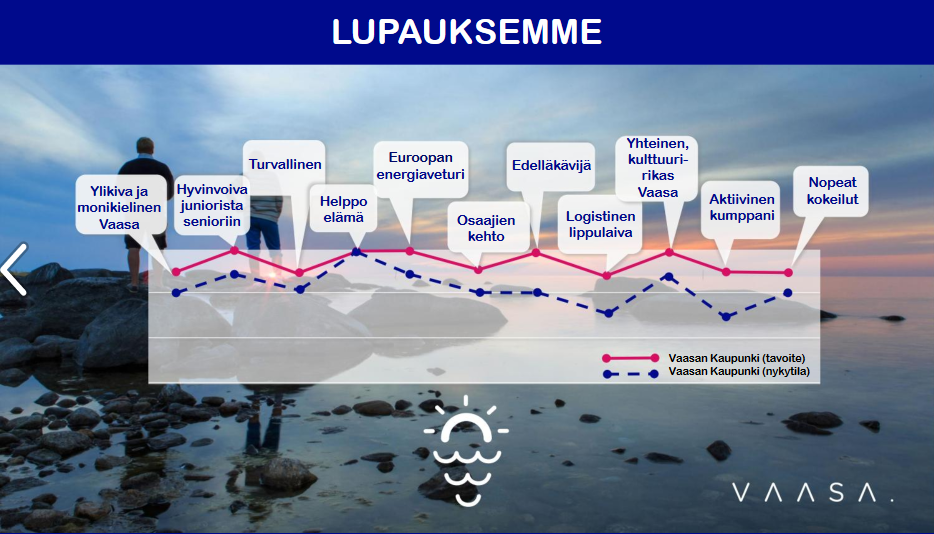 LUPAUKSEMME
Ylikiva ja
monikielinen
Vaasa
Hyvinvoiva
juniorista
senioriin
Turvallinen
Helppo
elämä
Euroopan
energiaveturi
Osaajien
kehto
Edelläkävijä
Logistinen
lippulaiva
Yhteinen,
kulttuuri-
rikas
Vaasa
Aktiivinen
kumppani
Nopeat
kokeilut
Vaasan Kaupunki (tavoite)
Vaasan Kaupunki (nykytila)
VAASA.